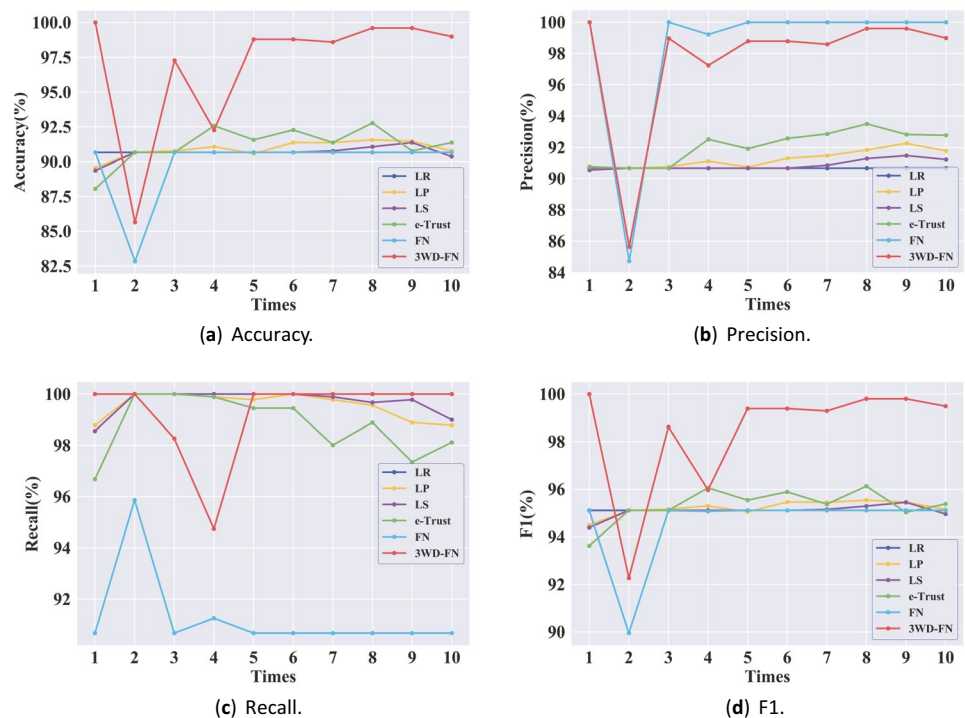 100.0
97.5
95.0
92.5
90.0
87.5
85.0
82.5
Accuracy(%)
LR
LP
LS
e-Trust
FN
3WD-FN
1 2 3 4 5 6 7 8 9 10
Times
(a) Accuracy.
100
98
96
94
92
90
88
86
84
Precision(%)
LR
LP
LS
e-Trust
FN
3WD-FN
1 2 3 4 5 6 7 8 9 10
Times
(b) Precision.
100
98
96
94
92
Recall(%)
LR
LP
LS
e-Trust
FN
3WD-FN
1 2 3 4 5 6 7 8 9 10
Times
(c) Recall.
100
98
96
94
92
90
F1(%)
LR
LP
LS
e-Trust
FN
3WD-FN
1 2 3 4 5 6 7 8 9 10
Times
(d) F1.